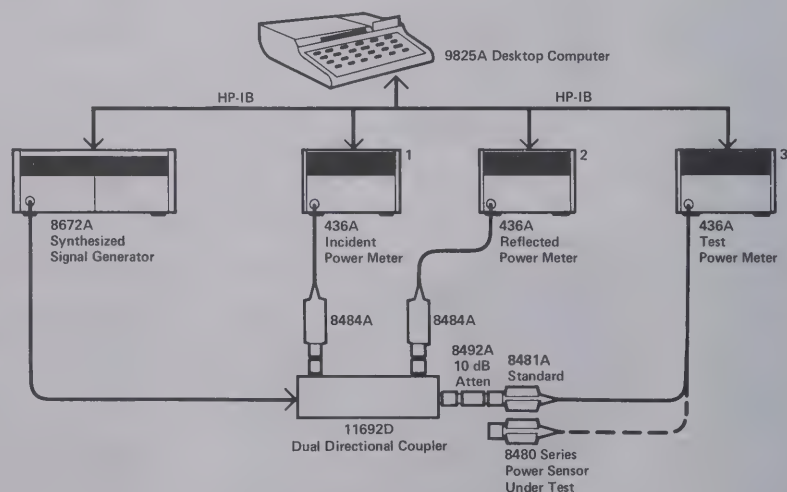 9825A Desktop Computer
HP-IB
HP-IB
1
2
3
8672A
Synthesized
Signal Generator
436A
Incident
Power Meter
436A
Reflected
Power Meter
436A
Test
Power Meter
8484A
8484A
8492A
10 dB
Atten
8481A
Standard
11692D
Dual Directional Coupler
8480 Series
Power Sensor
Under Test